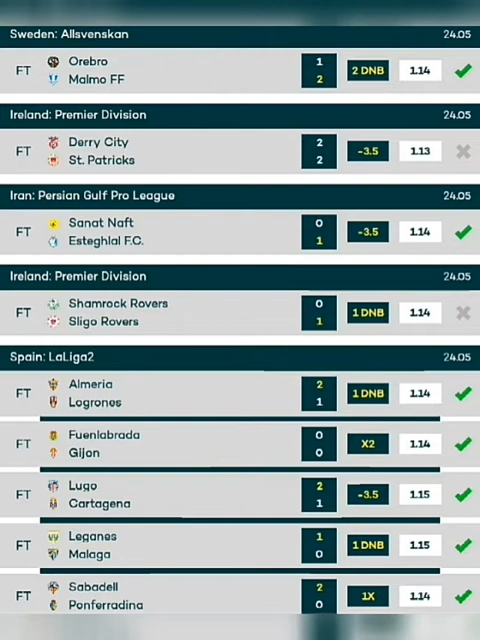 Sweden: Allsvenskan 24.05
FT Orebro 1 2 DNB 1.14
Malmo FF 2
Ireland: Premier Division 24.05
FT Derry City 2 -3.5 1.13
St. Patricks 2
Iran: Persian Gulf Pro League 24.05
FT Sanat Naft 0 -3.5 1.14
Esteghlal F.C. 1
Ireland: Premier Division 24.05
FT Shamrock Rovers 0 1 DNB 1.14
Sligo Rovers 1
Spain: LaLiga2 24.05
FT Almeria 2 1 DNB 1.14
Logrones 1
FT Fuenlabrada 0 X2 1.14
Gijon 0
FT Lugo 2 -3.5 1.15
Cartagena 1
FT Leganes 1 1 DNB 1.15
Malaga 0
FT Sabadell 2 1X 1.14
Ponferradina 0